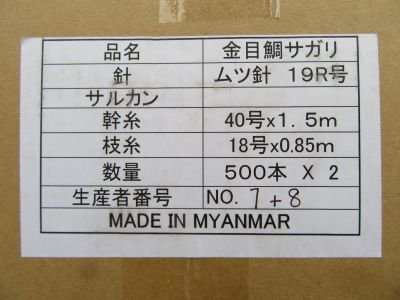 品名 金目鯛サガリ
針 ムツ針 19R号
サルカン
幹糸 40号x1.5m
枝糸 18号x0.85m
数量 500本 X 2
生産者番号 NO. 7+8
MADE IN MYANMAR